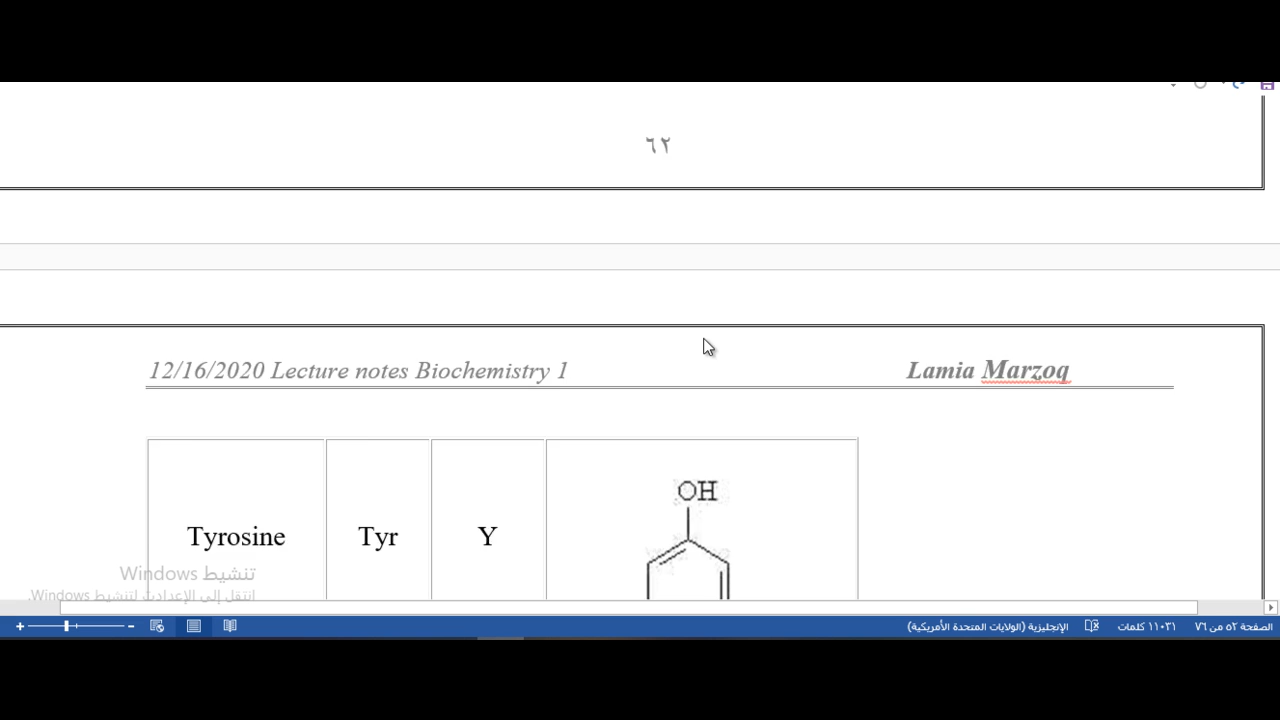 ٦٢
12/16/2020 Lecture notes Biochemistry 1 Lamia Marzoq
OH
Tyrosine Tyr Y
تنشيط Windows
انتقل إلى الإعدادات لتنشيط Windows.
الصفحة ٥٢ من ٧٦ ١١٠٣١ كلمات الإنجليزية (الولايات المتحدة الأمريكية)